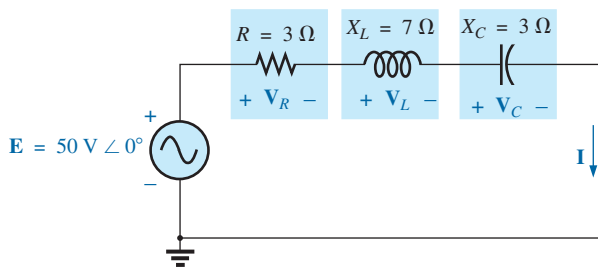 R = 3 Ω
X_L = 7 Ω
X_C = 3 Ω
+ V_R –
+ V_L –
+ V_C –
+
E = 50 V ∠ 0°
–
I